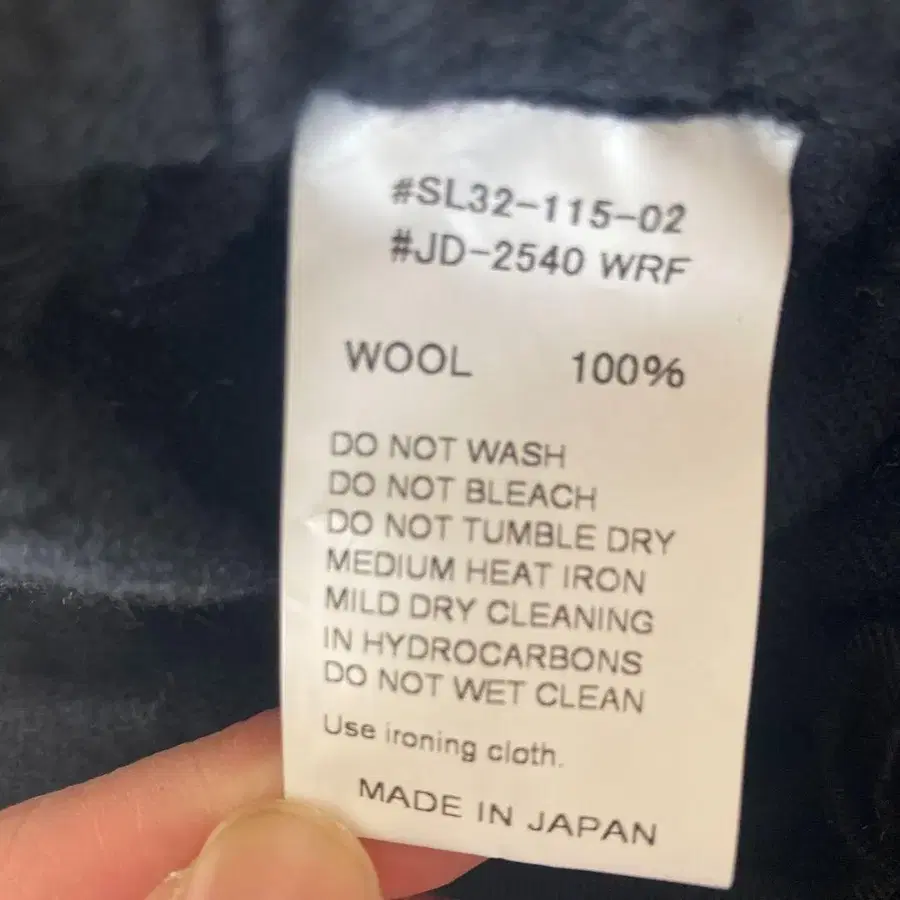 #SL32-115-02
#JD-2540 WRF
WOOL 100%
DO NOT WASH
DO NOT BLEACH
DO NOT TUMBLE DRY
MEDIUM HEAT IRON
MILD DRY CLEANING
IN HYDROCARBONS
DO NOT WET CLEAN
Use ironing cloth.
MADE IN JAPAN